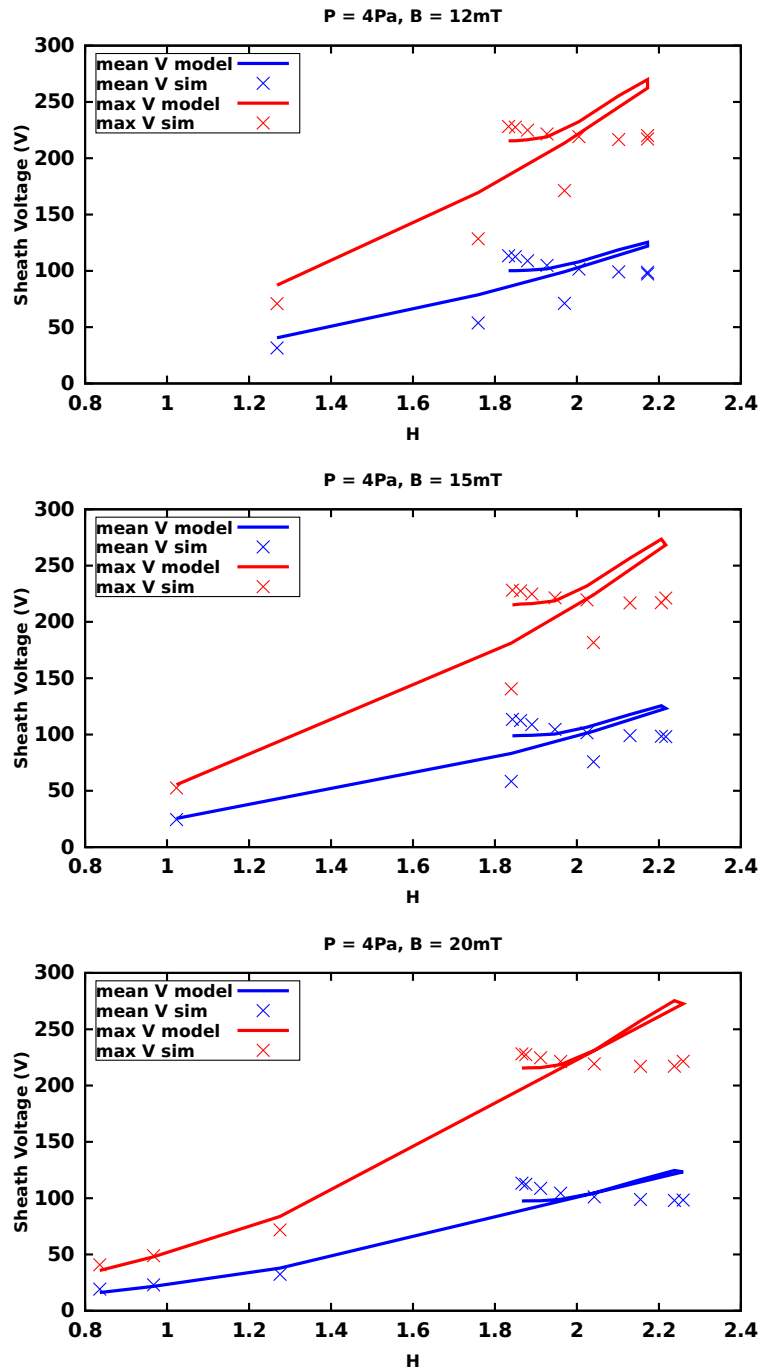 P = 4Pa, B = 12mT
300
250
200
150
100
50
0
Sheath Voltage (V)
mean V model
mean V sim
max V model
max V sim
0.8 1 1.2 1.4 1.6 1.8 2 2.2 2.4
H
P = 4Pa, B = 15mT
300
250
200
150
100
50
0
Sheath Voltage (V)
mean V model
mean V sim
max V model
max V sim
0.8 1 1.2 1.4 1.6 1.8 2 2.2 2.4
H
P = 4Pa, B = 20mT
300
250
200
150
100
50
0
Sheath Voltage (V)
mean V model
mean V sim
max V model
max V sim
0.8 1 1.2 1.4 1.6 1.8 2 2.2 2.4
H